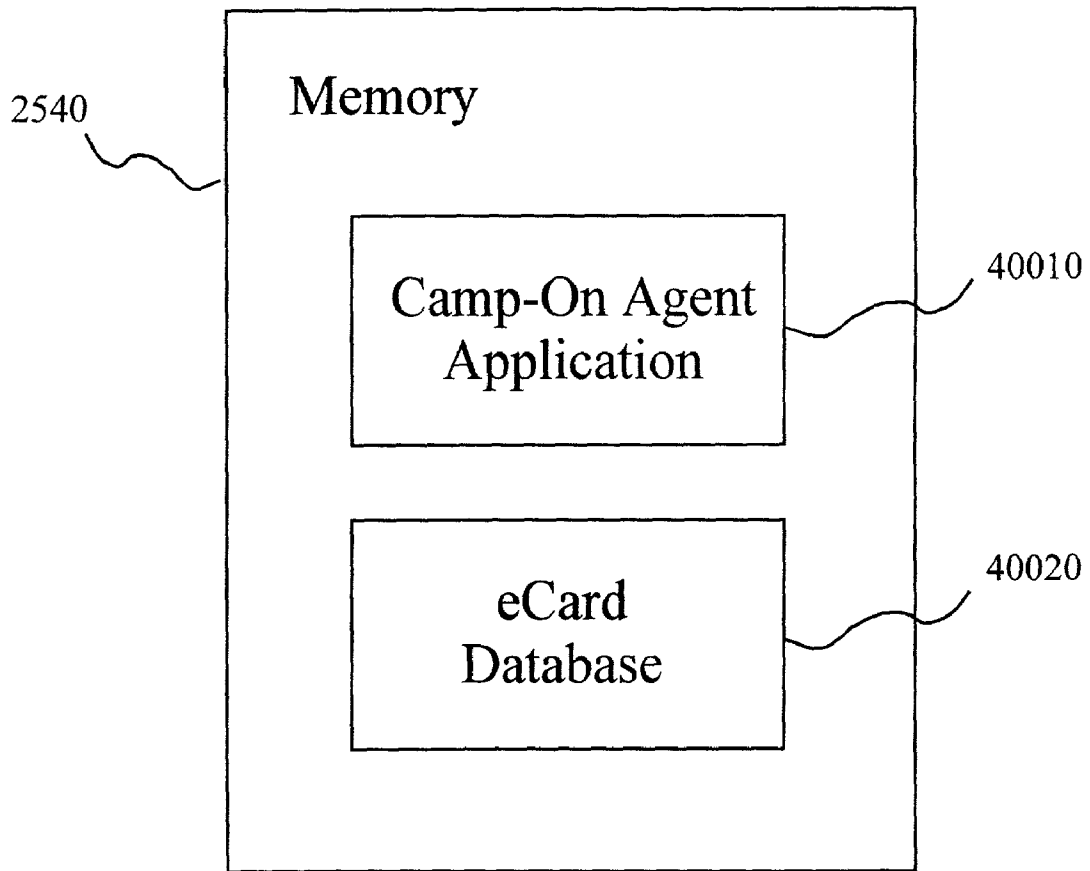 Memory
2540
Camp-On Agent
Application
40010
eCard
Database
40020